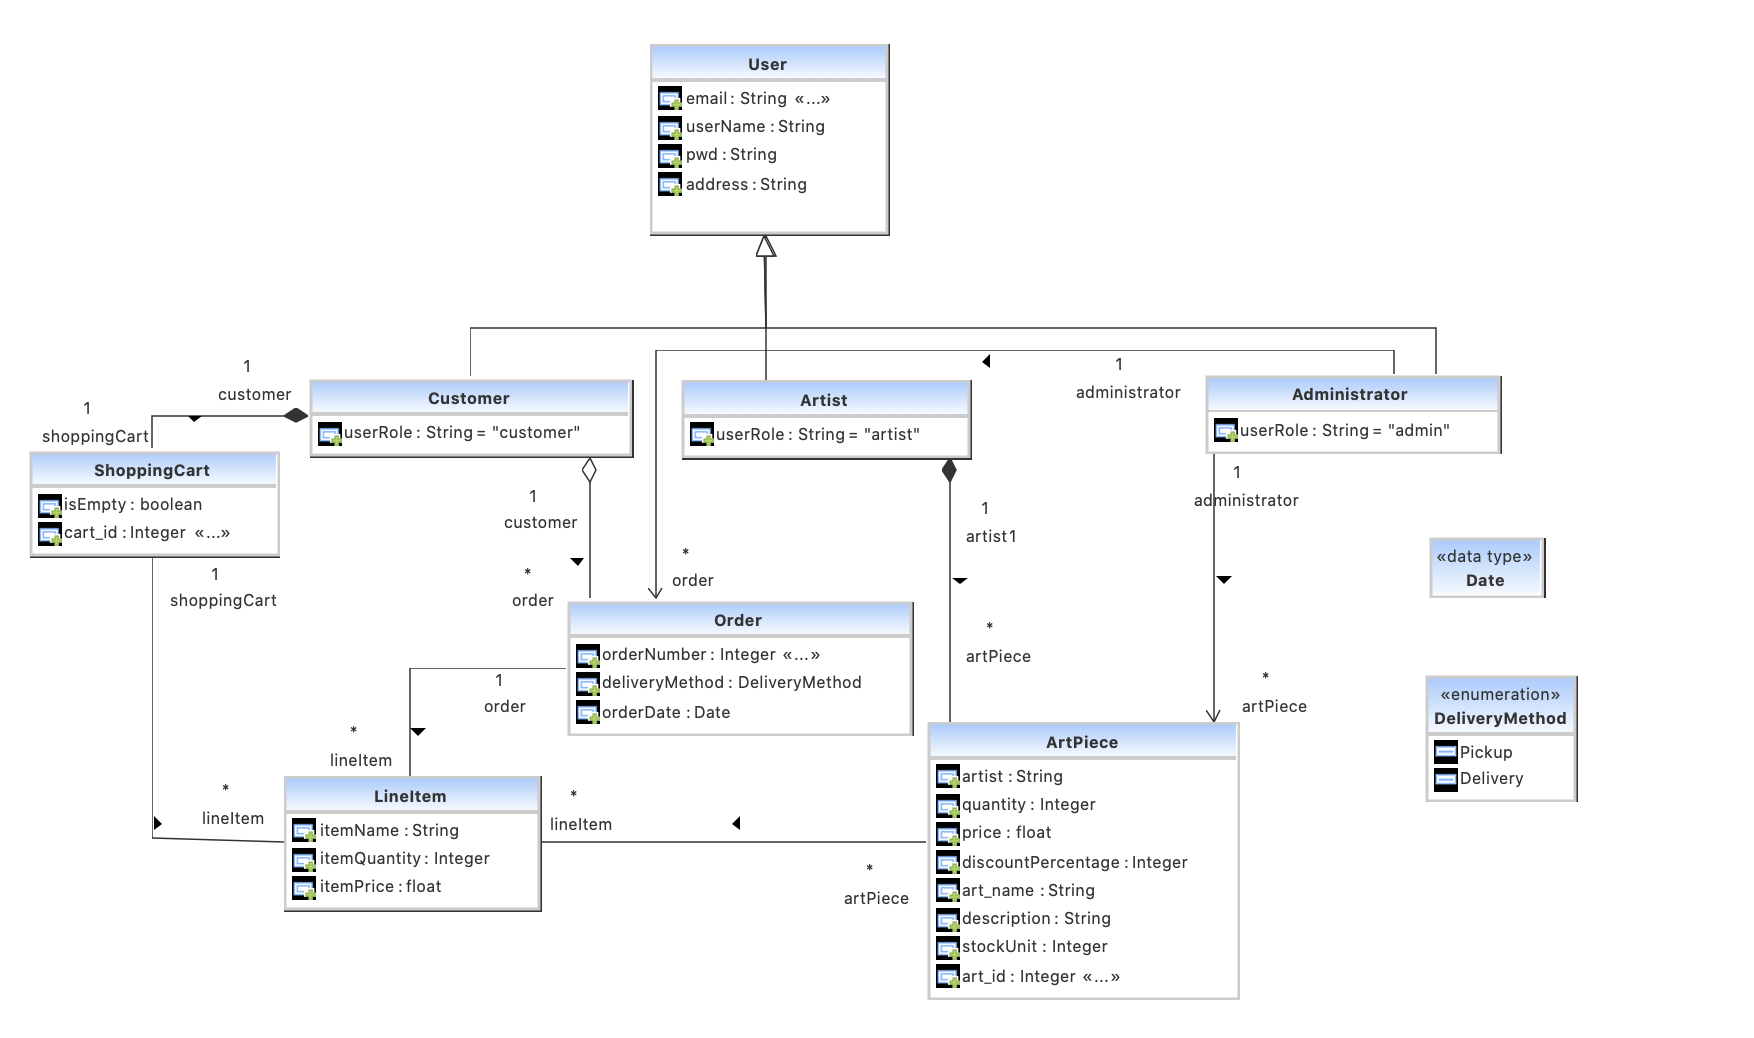 User
email : String «...»
userName : String
pwd : String
address : String
1
customer
1
shoppingCart
Customer
userRole : String = "customer"
Artist
userRole : String = "artist"
1
administrator
Administrator
userRole : String = "admin"
ShoppingCart
isEmpty : boolean
cart_id : Integer «...»
1
customer
*
order
*
order
1
artist1
*
artPiece
1
administrator
*
artPiece
«data type»
Date
1
shoppingCart
Order
orderNumber : Integer «...»
deliveryMethod : DeliveryMethod
orderDate : Date
1
order
*
lineItem
«enumeration»
DeliveryMethod
Pickup
Delivery
*
lineItem
LineItem
itemName : String
itemQuantity : Integer
itemPrice : float
*
lineItem
*
artPiece
ArtPiece
artist : String
quantity : Integer
price : float
discountPercentage : Integer
art_name : String
description : String
stockUnit : Integer
art_id : Integer «...»